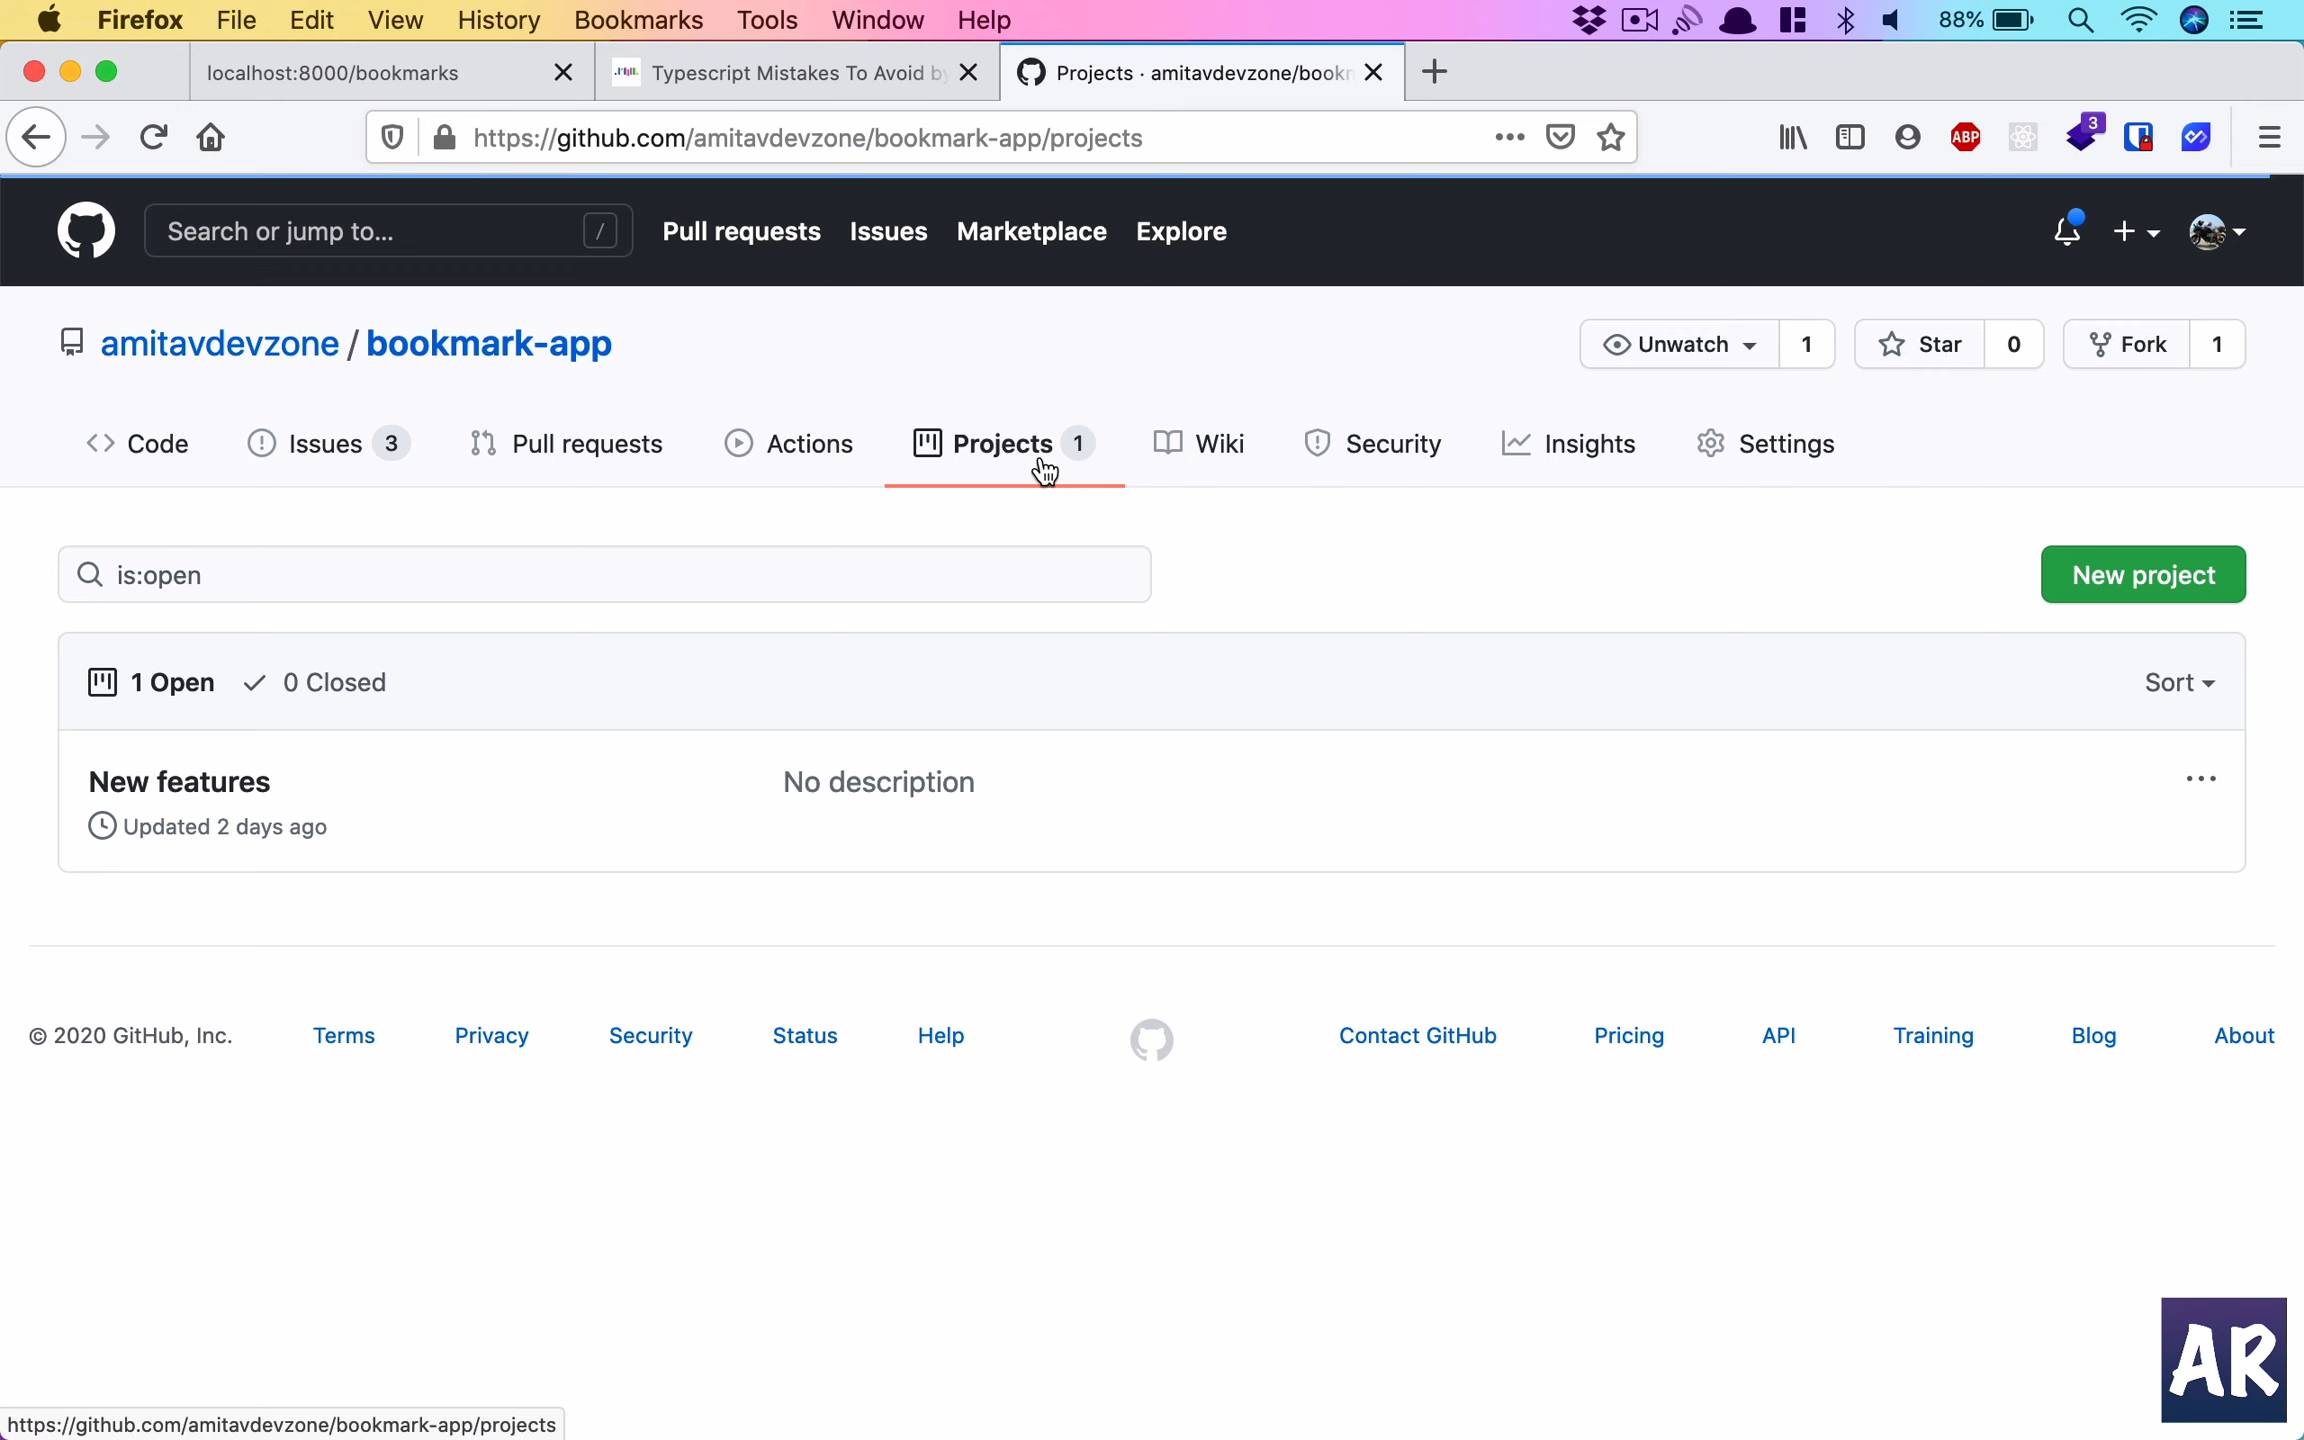 Firefox File Edit View History Bookmarks Tools Window Help 88%
localhost:8000/bookmarks Typescript Mistakes To Avoid by Projects · amitavdevzone/bookm
https://github.com/amitavdevzone/bookmark-app/projects ABP 3
Search or jump to... / Pull requests Issues Marketplace Explore
amitavdevzone / bookmark-app Unwatch 1 Star 0 Fork 1
Code Issues 3 Pull requests Actions Projects 1 Wiki Security Insights Settings
is:open New project
1 Open 0 Closed Sort
New features No description
Updated 2 days ago
© 2020 GitHub, Inc. Terms Privacy Security Status Help Contact GitHub Pricing API Training Blog About
AR
https://github.com/amitavdevzone/bookmark-app/projects